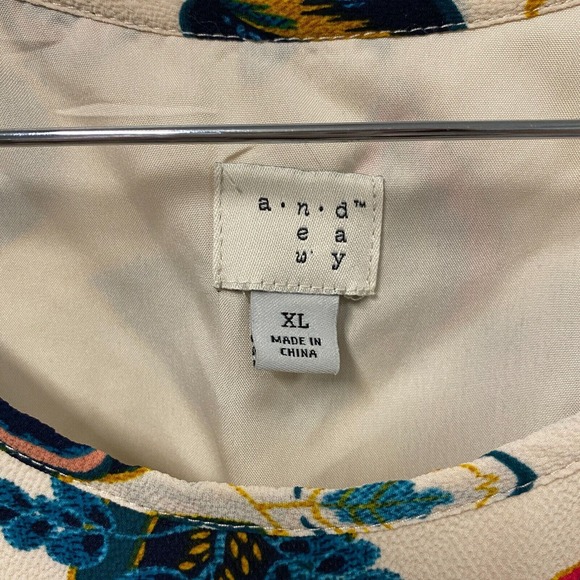 a · n · d™
e a
w · y
XL
MADE IN
CHINA